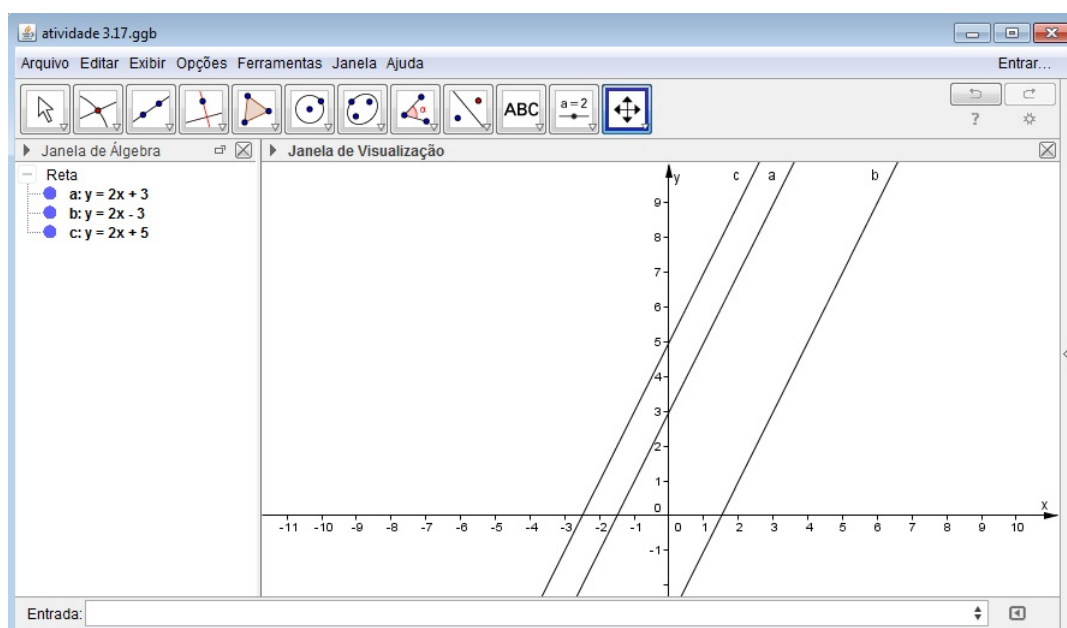 atividade 3.17.ggb
Arquivo Editar Exibir Opções Ferramentas Janela Ajuda Entrar...
ABC a = 2
α
?
Janela de Álgebra
Janela de Visualização
Reta
a: y = 2x + 3
b: y = 2x - 3
c: y = 2x + 5
c a b
y
9
8
7
6
5
4
3
2
1
0
x
-11 -10 -9 -8 -7 -6 -5 -4 -3 -2 -1 0 1 2 3 4 5 6 7 8 9 10
-1
Entrada: